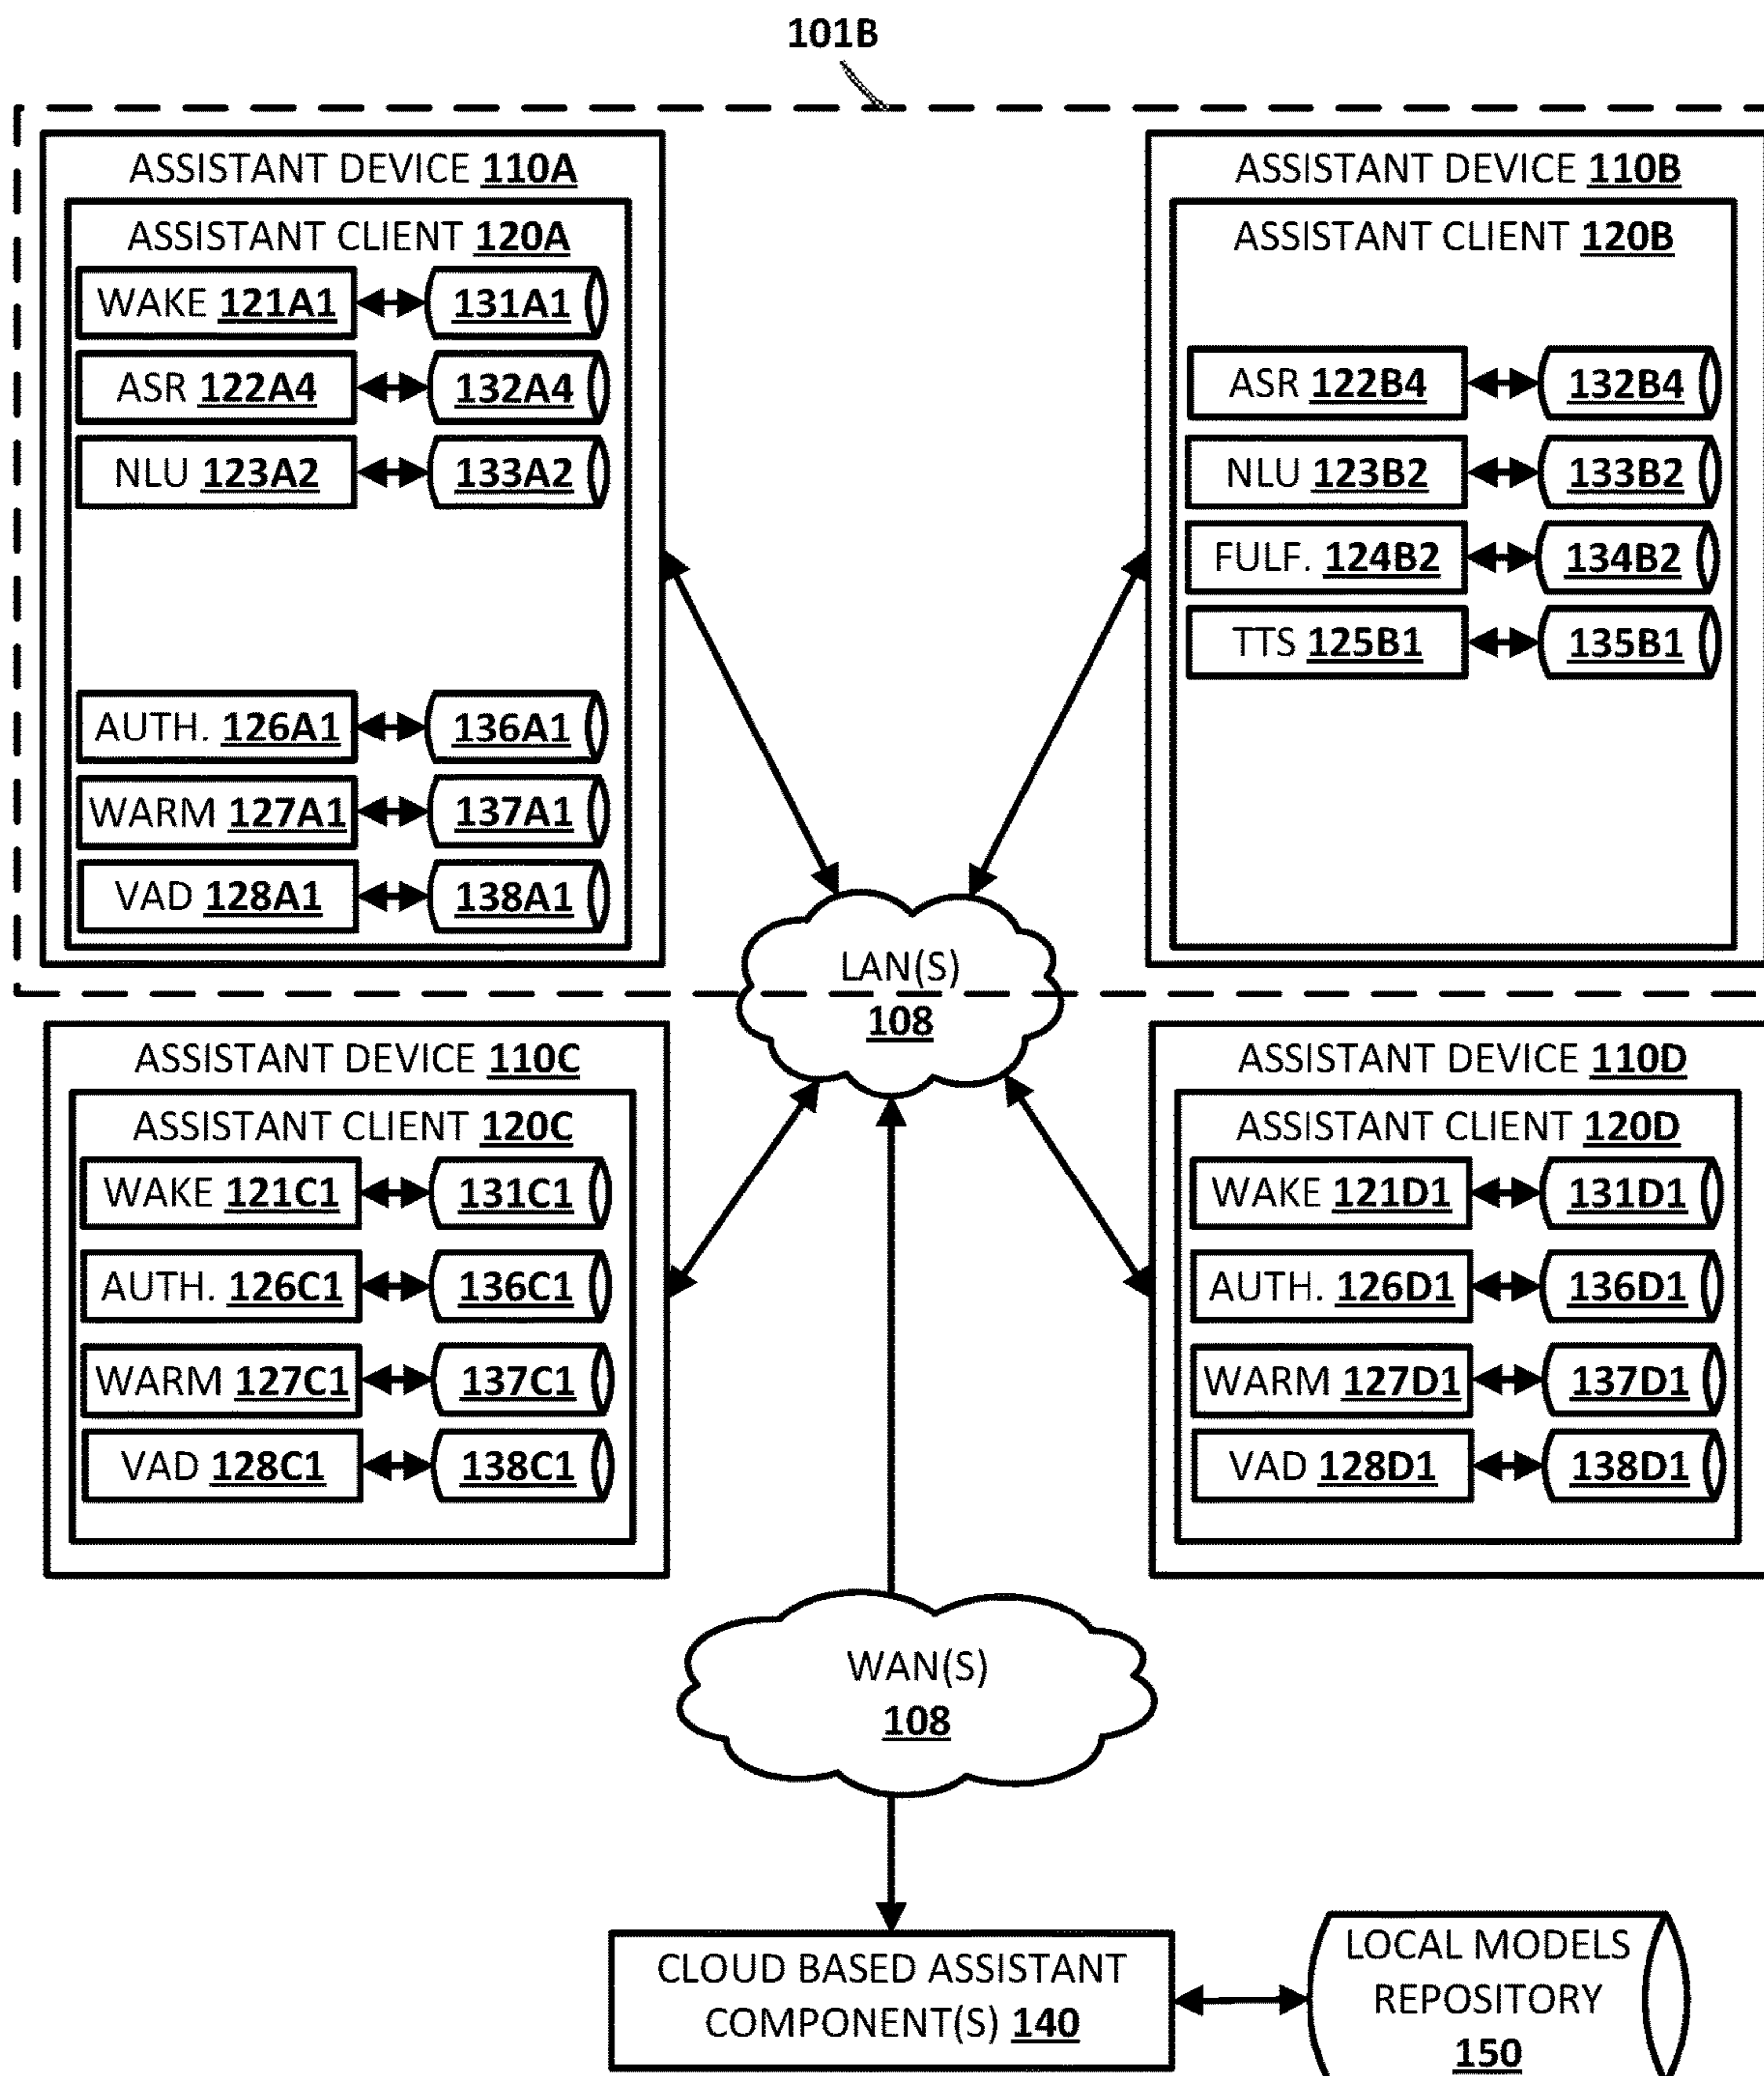 101B
ASSISTANT DEVICE 110A
ASSISTANT CLIENT 120A
WAKE 121A1
131A1
ASR 122A4
132A4
NLU 123A2
133A2
AUTH. 126A1
136A1
WARM 127A1
137A1
VAD 128A1
138A1
ASSISTANT DEVICE 110B
ASSISTANT CLIENT 120B
ASR 122B4
132B4
NLU 123B2
133B2
FULF. 124B2
134B2
TTS 125B1
135B1
LAN(S)
108
ASSISTANT DEVICE 110C
ASSISTANT CLIENT 120C
WAKE 121C1
131C1
AUTH. 126C1
136C1
WARM 127C1
137C1
VAD 128C1
138C1
ASSISTANT DEVICE 110D
ASSISTANT CLIENT 120D
WAKE 121D1
131D1
AUTH. 126D1
136D1
WARM 127D1
137D1
VAD 128D1
138D1
WAN(S)
108
CLOUD BASED ASSISTANT
COMPONENT(S) 140
LOCAL MODELS
REPOSITORY
150